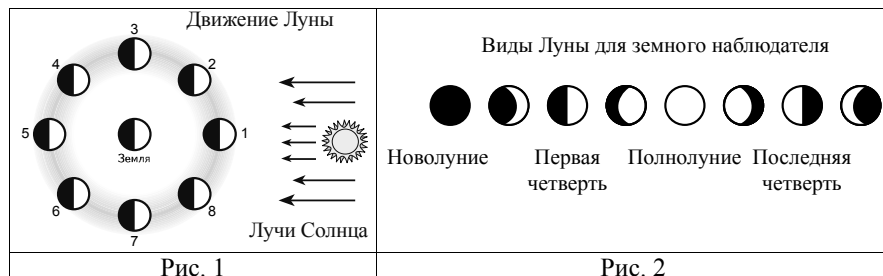 Движение Луны
3
4
2
5
1
Земля
6
8
7
Лучи Солнца
Рис. 1
Виды Луны для земного наблюдателя
Новолуние
Первая
четверть
Полнолуние
Последняя
четверть
Рис. 2